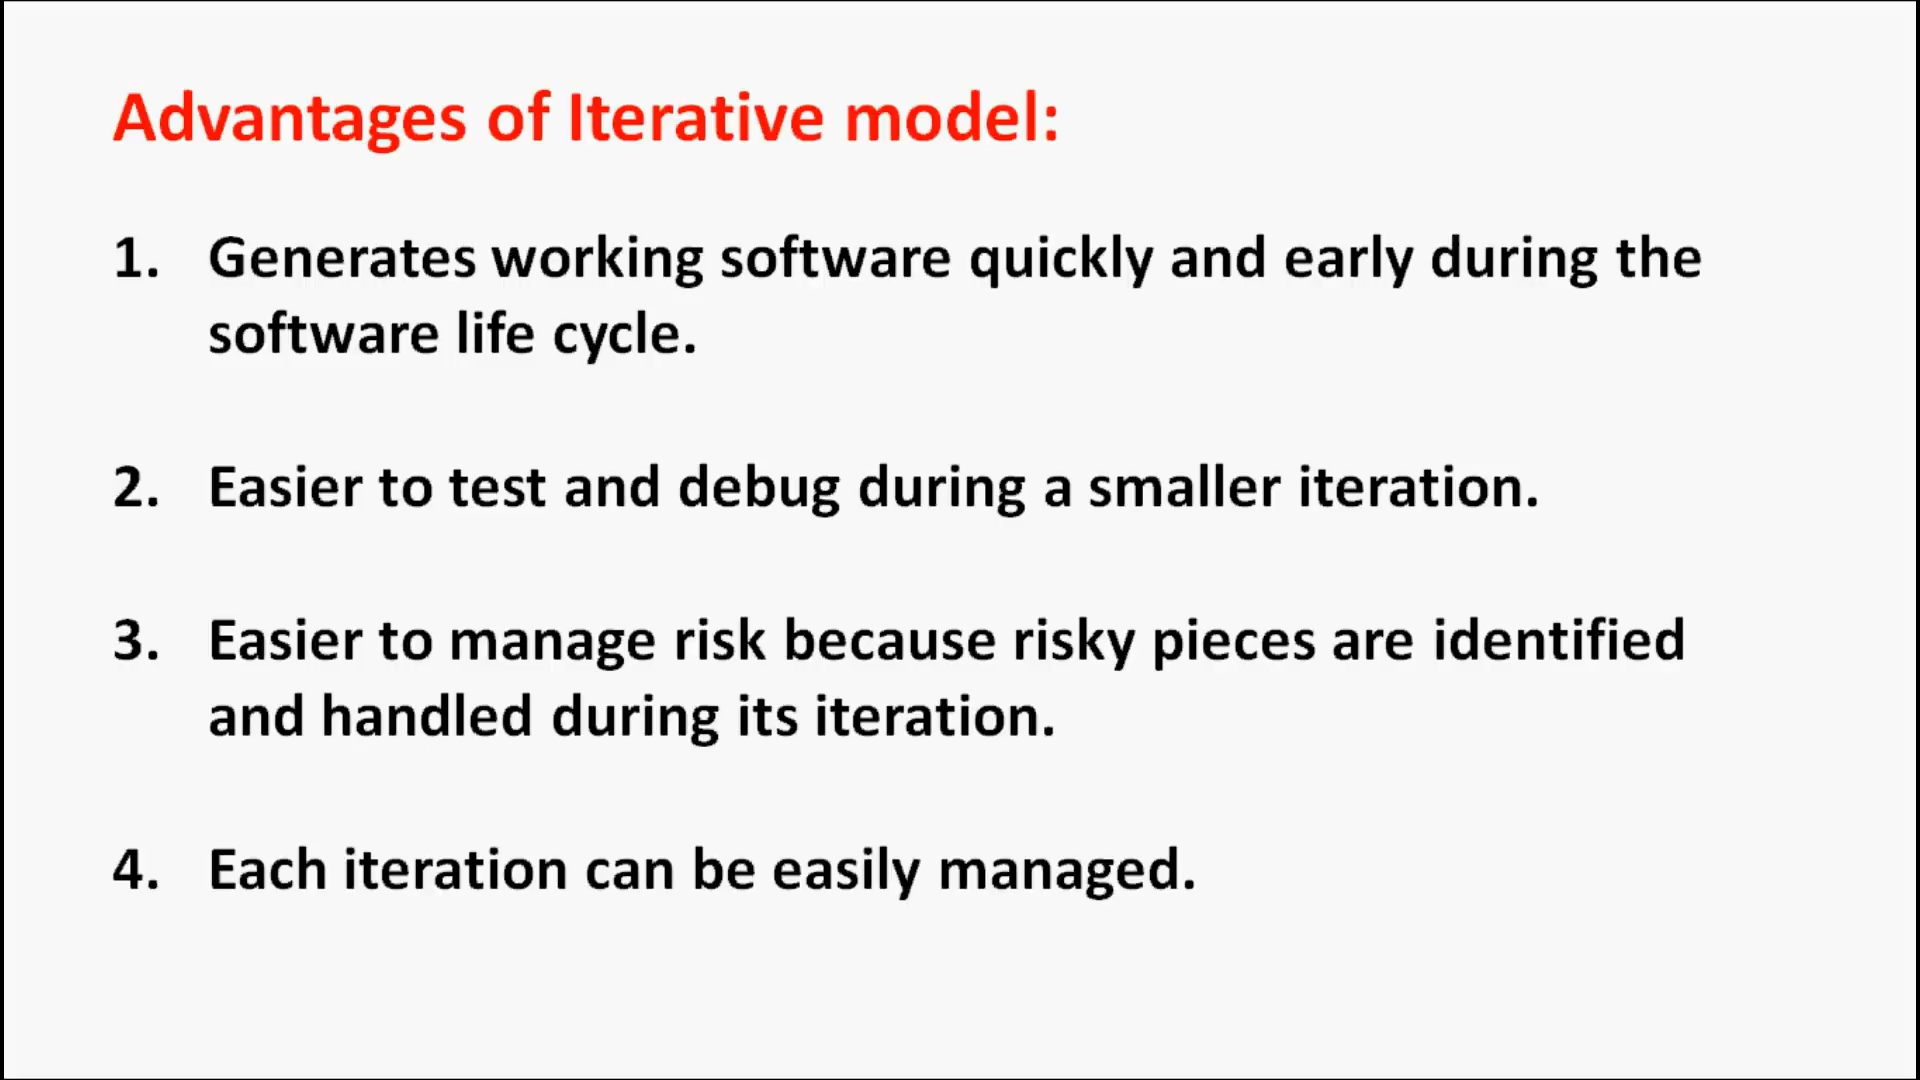 Advantages of Iterative model:
1. Generates working software quickly and early during the
software life cycle.
2. Easier to test and debug during a smaller iteration.
3. Easier to manage risk because risky pieces are identified
and handled during its iteration.
4. Each iteration can be easily managed.